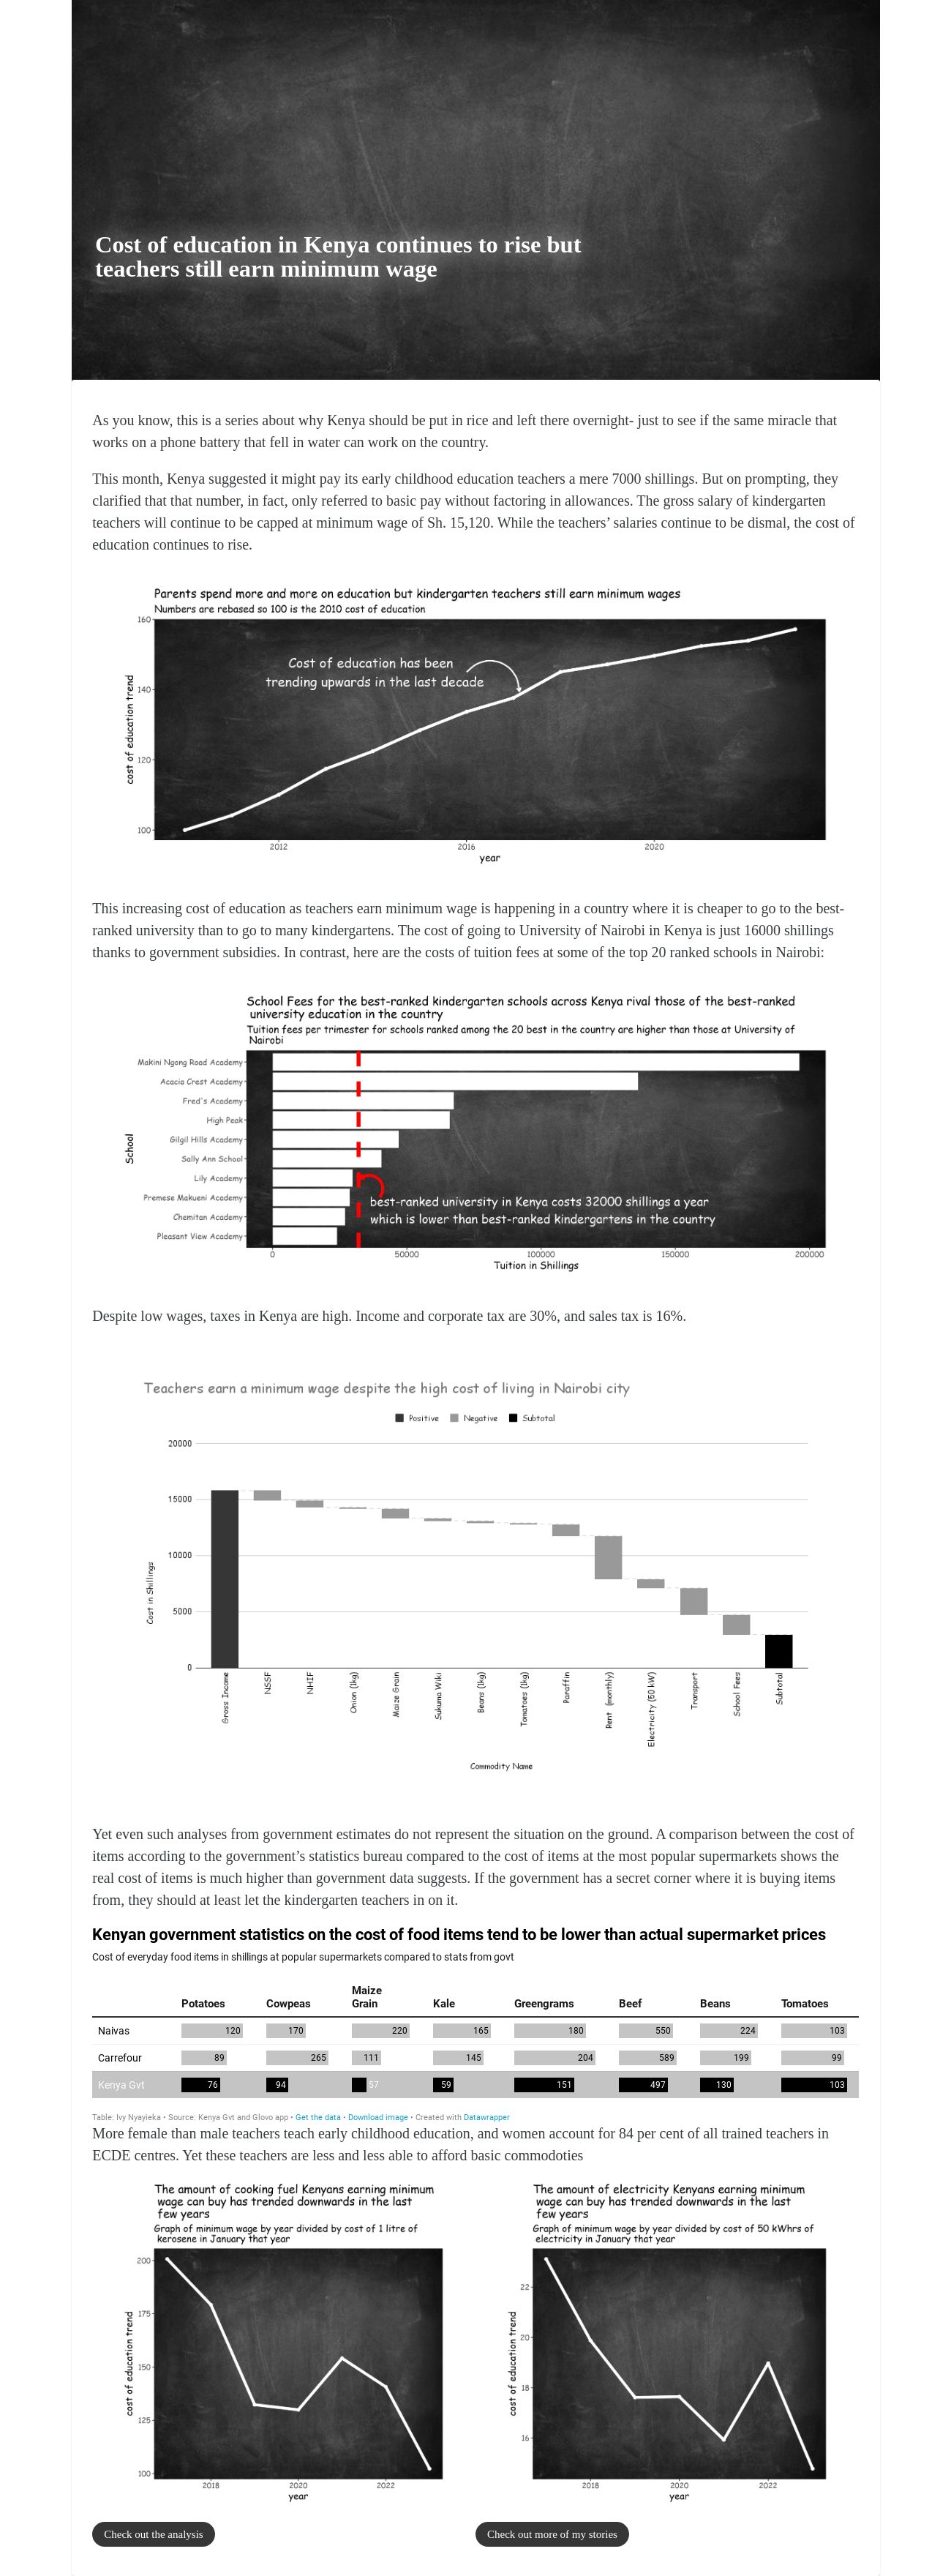 Cost of education in Kenya continues to rise but
teachers still earn minimum wage
As you know, this is a series about why Kenya should be put in rice and left there overnight- just to see if the same miracle that
works on a phone battery that fell in water can work on the country.
This month, Kenya suggested it might pay its early childhood education teachers a mere 7000 shillings. But on prompting, they
clarified that that number, in fact, only referred to basic pay without factoring in allowances. The gross salary of kindergarten
teachers will continue to be capped at minimum wage of Sh. 15,120. While the teachers’ salaries continue to be dismal, the cost of
education continues to rise.
Parents spend more and more on education but kindergarten teachers still earn minimum wages
Numbers are rebased so 100 is the 2010 cost of education
160
140
120
100
cost of education trend
Cost of education has been
trending upwards in the last decade
2012 2016 2020
year
This increasing cost of education as teachers earn minimum wage is happening in a country where it is cheaper to go to the best-
ranked university than to go to many kindergartens. The cost of going to University of Nairobi in Kenya is just 16000 shillings
thanks to government subsidies. In contrast, here are the costs of tuition fees at some of the top 20 ranked schools in Nairobi:
School Fees for the best-ranked kindergarten schools across Kenya rival those of the best-ranked
university education in the country
Tuition fees per trimester for schools ranked among the 20 best in the country are higher than those at University of
Nairobi
School
Makini Ngong Road Academy
Acacia Crest Academy
Fred's Academy
High Peak
Gilgil Hills Academy
Sally Ann School
Lily Academy
Premese Makueni Academy
Chemitan Academy
Pleasant View Academy
best-ranked university in Kenya costs 32000 shillings a year
which is lower than best-ranked kindergartens in the country
0 50000 100000 150000 200000
Tuition in Shillings
Despite low wages, taxes in Kenya are high. Income and corporate tax are 30%, and sales tax is 16%.
Teachers earn a minimum wage despite the high cost of living in Nairobi city
Positive Negative Subtotal
20000
15000
10000
5000
0
Cost in Shillings
Gross Income
NSSF
NHIF
Onion (1kg)
Maize Grain
Sukuma Wiki
Beans (1kg)
Tomatoes (1kg)
Paraffin
Rent (monthly)
Electricity (50 kW)
Transport
School Fees
Subtotal
Commodity Name
Yet even such analyses from government estimates do not represent the situation on the ground. A comparison between the cost of
items according to the government’s statistics bureau compared to the cost of items at the most popular supermarkets shows the
real cost of items is much higher than government data suggests. If the government has a secret corner where it is buying items
from, they should at least let the kindergarten teachers in on it.
Kenyan government statistics on the cost of food items tend to be lower than actual supermarket prices
Cost of everyday food items in shillings at popular supermarkets compared to stats from govt
Potatoes Cowpeas Maize Grain Kale Greengrams Beef Beans Tomatoes
Naivas 120 170 220 165 180 550 224 103
Carrefour 89 265 111 145 204 589 199 99
Kenya Gvt 76 94 57 59 151 497 130 103
Table: Ivy Nyayieka • Source: Kenya Gvt and Glovo app • Get the data • Download image • Created with Datawrapper
More female than male teachers teach early childhood education, and women account for 84 per cent of all trained teachers in
ECDE centres. Yet these teachers are less and less able to afford basic commodoties
The amount of cooking fuel Kenyans earning minimum
wage can buy has trended downwards in the last
few years
Graph of minimum wage by year divided by cost of 1 litre of
kerosene in January that year
200
175
150
125
100
cost of education trend
2018 2020 2022
year
The amount of electricity Kenyans earning minimum
wage can buy has trended downwards in the last
few years
Graph of minimum wage by year divided by cost of 50 kWhrs of
electricity in January that year
22
20
18
16
cost of education trend
2018 2020 2022
year
Check out the analysis
Check out more of my stories